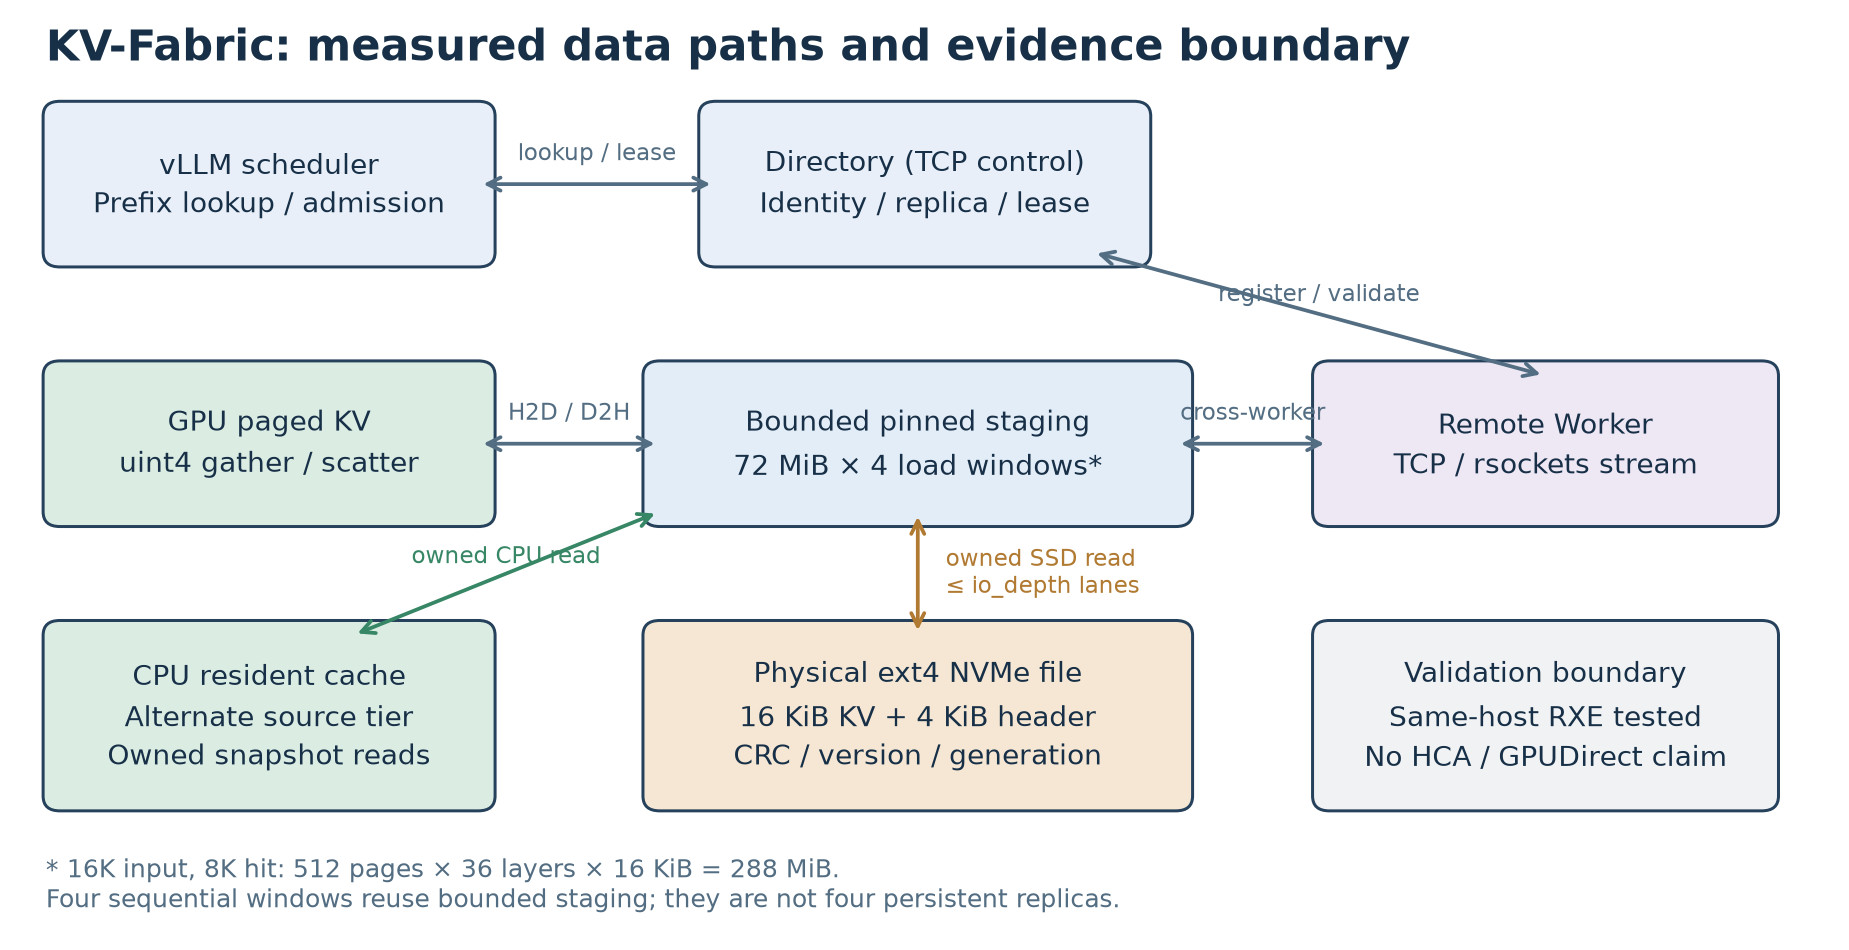 KV-Fabric: measured data paths and evidence boundary
vLLM scheduler
Prefix lookup / admission
lookup / lease
Directory (TCP control)
Identity / replica / lease
register / validate
GPU paged KV
uint4 gather / scatter
H2D / D2H
Bounded pinned staging
72 MiB × 4 load windows*
cross-worker
Remote Worker
TCP / rsockets stream
owned CPU read
owned SSD read
≤ io_depth lanes
CPU resident cache
Alternate source tier
Owned snapshot reads
Physical ext4 NVMe file
16 KiB KV + 4 KiB header
CRC / version / generation
Validation boundary
Same-host RXE tested
No HCA / GPUDirect claim
* 16K input, 8K hit: 512 pages × 36 layers × 16 KiB = 288 MiB.
Four sequential windows reuse bounded staging; they are not four persistent replicas.